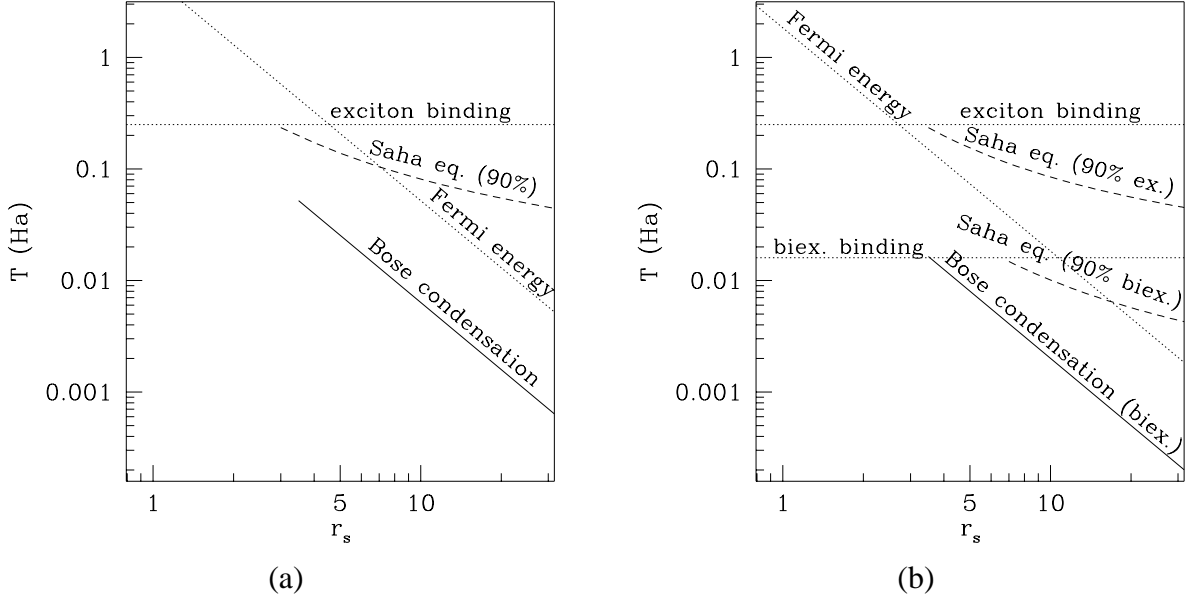 1
0.1
0.01
0.001
T (Ha)
exciton binding
Saha eq. (90%)
Fermi energy
Bose condensation
1
5
10
r_s
(a)
1
0.1
0.01
0.001
T (Ha)
Fermi energy
exciton binding
Saha eq. (90% ex.)
Saha eq. (90% biex.)
biex. binding
Bose condensation (biex.)
1
5
10
r_s
(b)